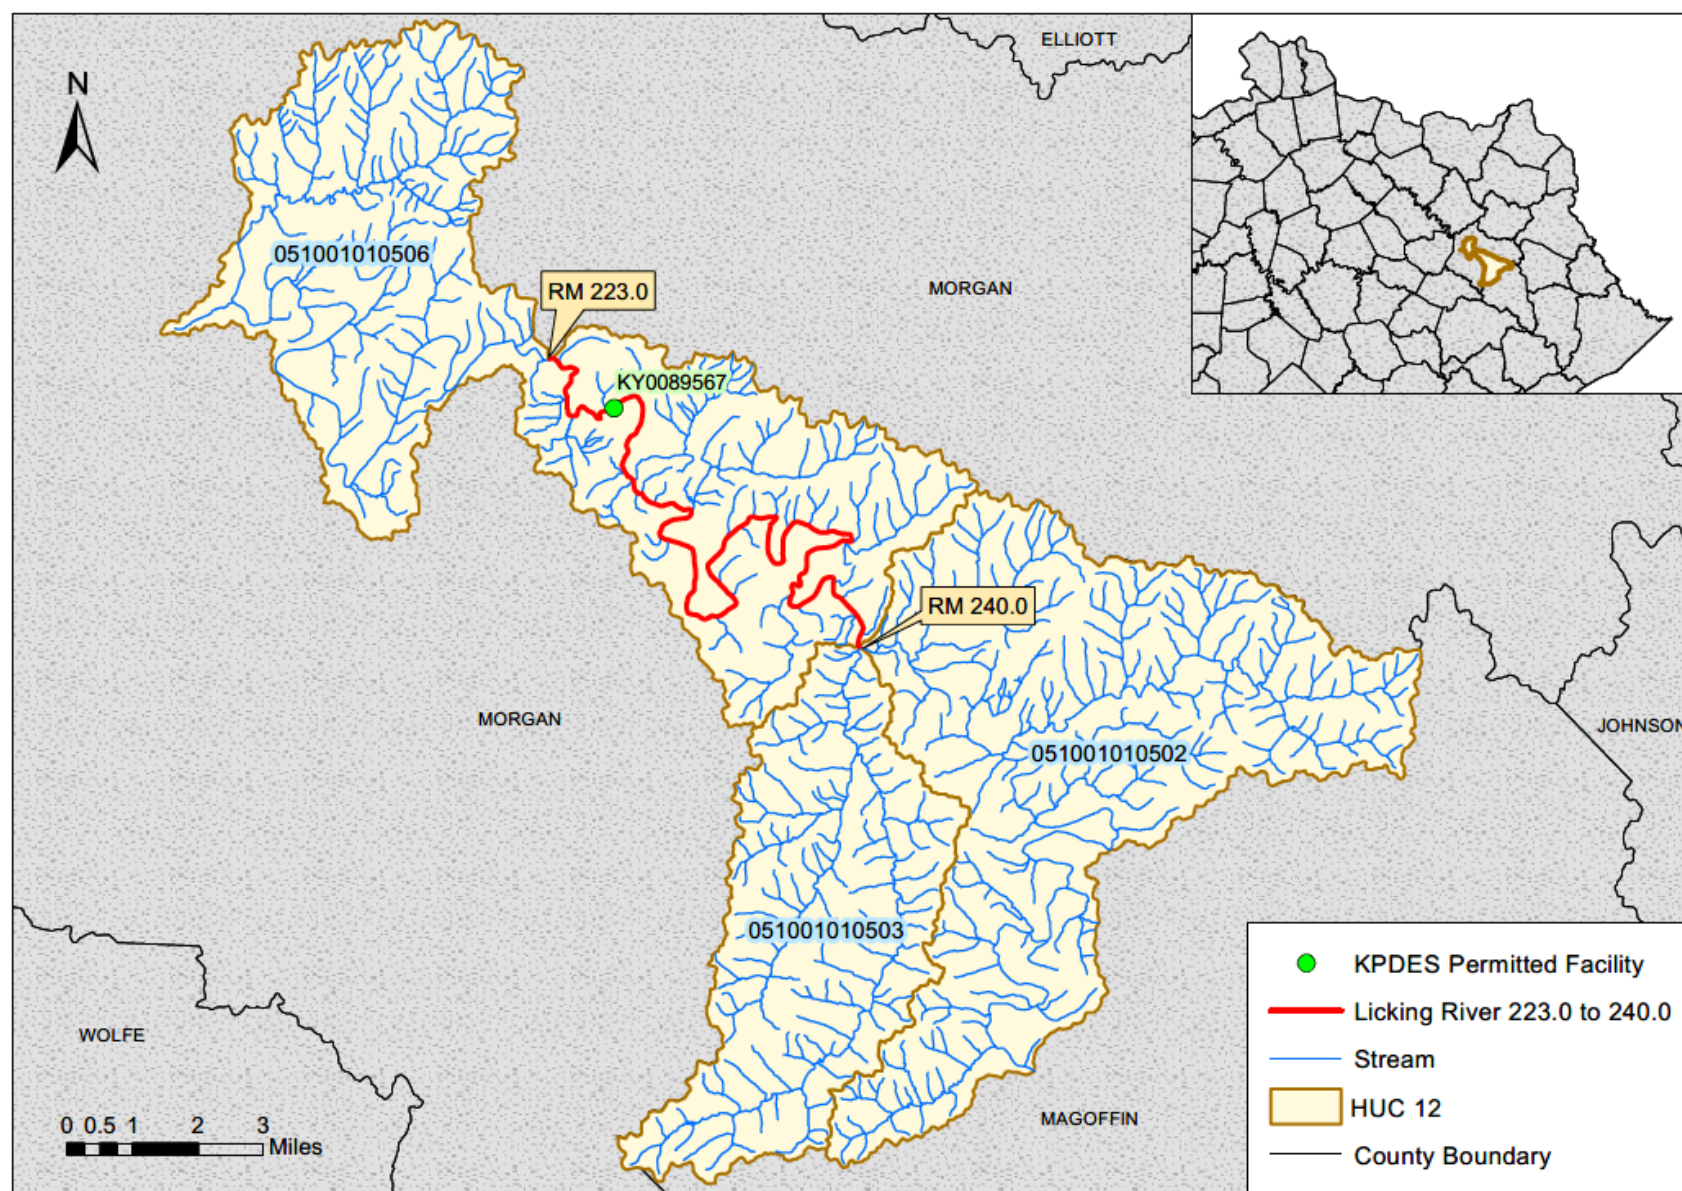 ELLIOTT
N
051001010506
RM 223.0
MORGAN
KY0089567
RM 240.0
MORGAN
JOHNSON
051001010502
051001010503
WOLFE
MAGOFFIN
0 0.5 1 2 3
Miles
KPDES Permitted Facility
Licking River 223.0 to 240.0
Stream
HUC 12
County Boundary